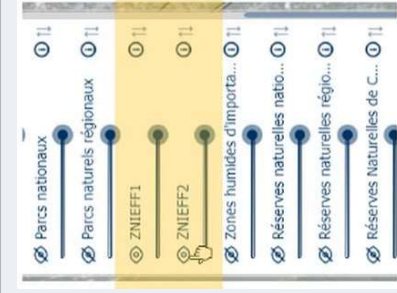 Parcs nationaux
Parcs naturels régionaux
ZNIEFF1
ZNIEFF2
Zones humides d'importa...
Réserves naturelles natio...
Réserves naturelles régio...
Réserves Naturelles de C...